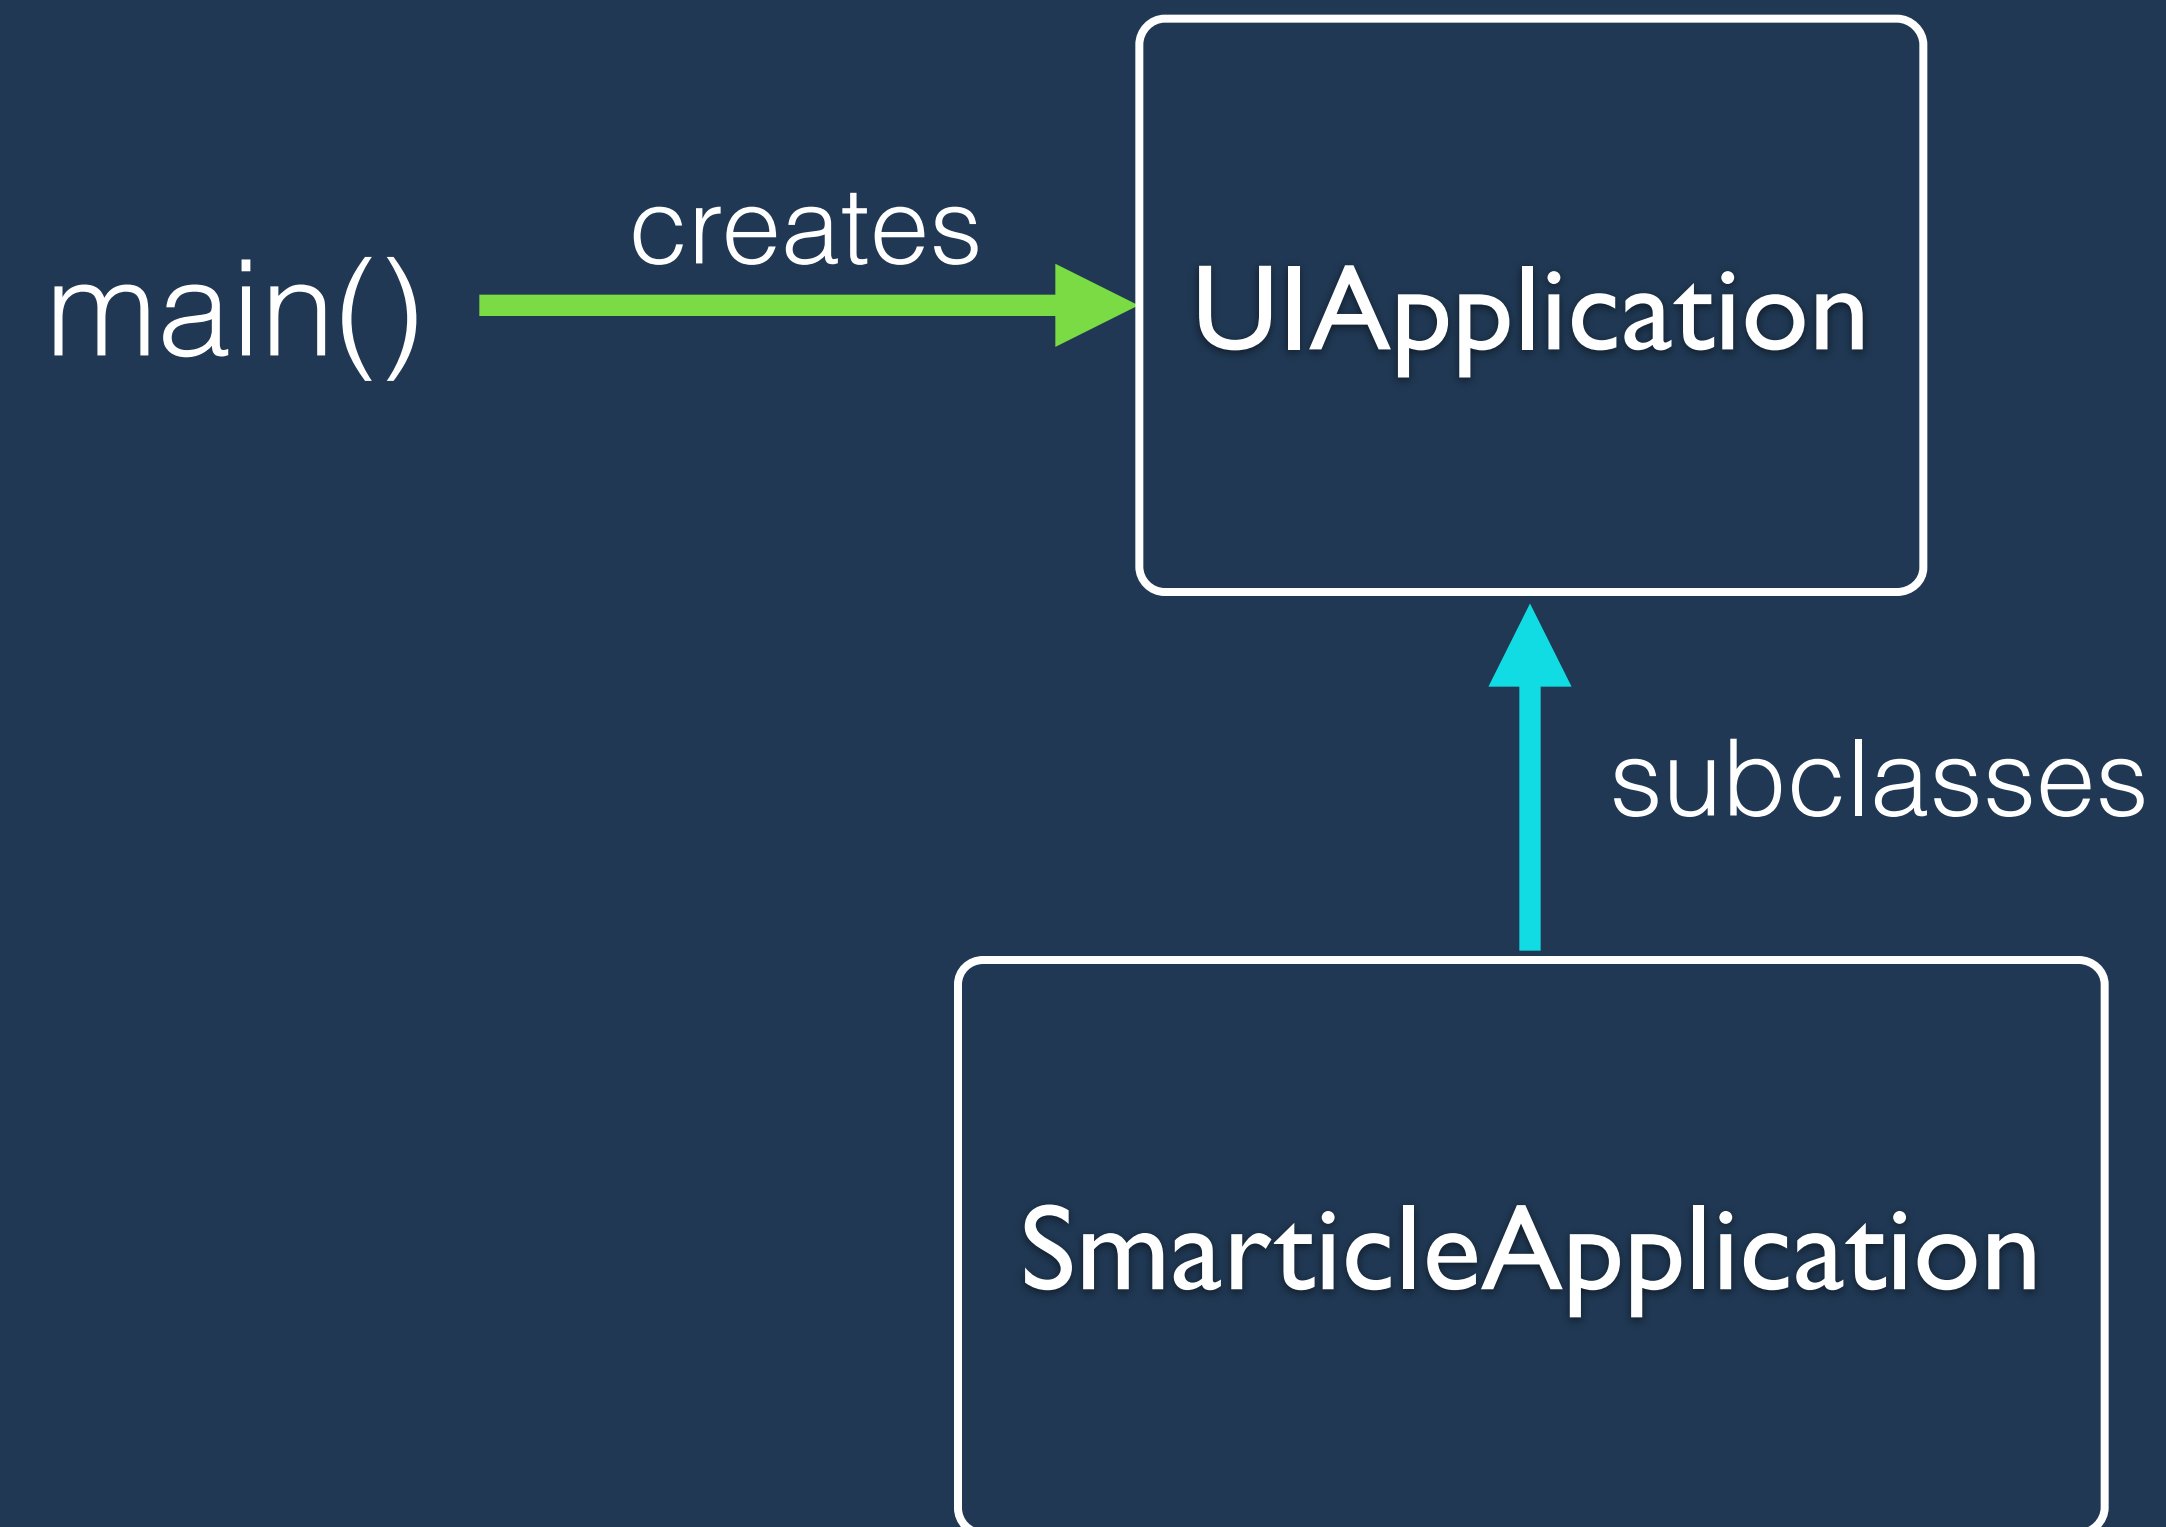 creates
main()
UIApplication
subclasses
SmarticleApplication